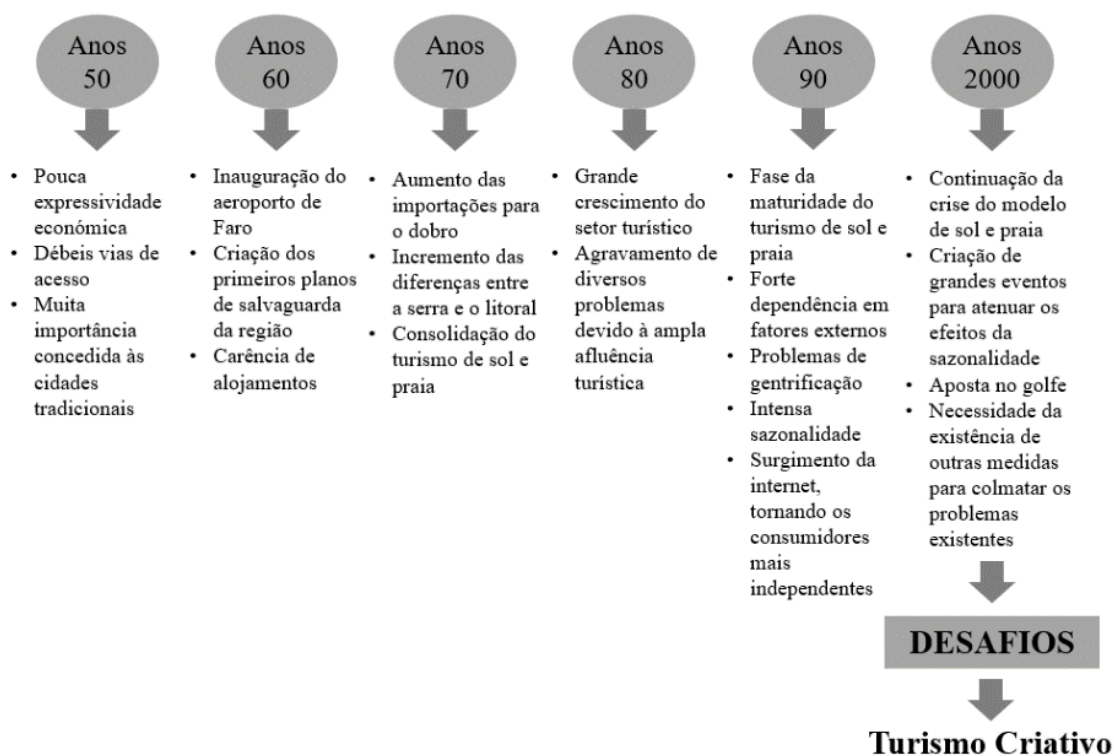 Anos
50
Anos
60
Anos
70
Anos
80
Anos
90
Anos
2000
• Pouca
expressividade
económica
• Débeis vias de
acesso
• Muita
importância
concedida às
cidades
tradicionais
• Inauguração do
aeroporto de
Faro
• Criação dos
primeiros planos
de salvaguarda
da região
• Carência de
alojamentos
• Aumento das
importações para
o dobro
• Incremento das
diferenças entre
a serra e o litoral
• Consolidação do
turismo de sol e
praia
• Grande
crescimento do
setor turístico
• Agravamento de
diversos
problemas
devido à ampla
afluência
turística
• Fase da
maturidade do
turismo de sol e
praia
• Forte
dependência em
fatores externos
• Problemas de
gentrificação
• Intensa
sazonalidade
• Surgimento da
internet,
tornando os
consumidores
mais
independentes
• Continuação da
crise do modelo
de sol e praia
• Criação de
grandes eventos
para atenuar os
efeitos da
sazonalidade
• Aposta no golfe
• Necessidade da
existência de
outras medidas
para colmatar os
problemas
existentes
DESAFIOS
Turismo Criativo